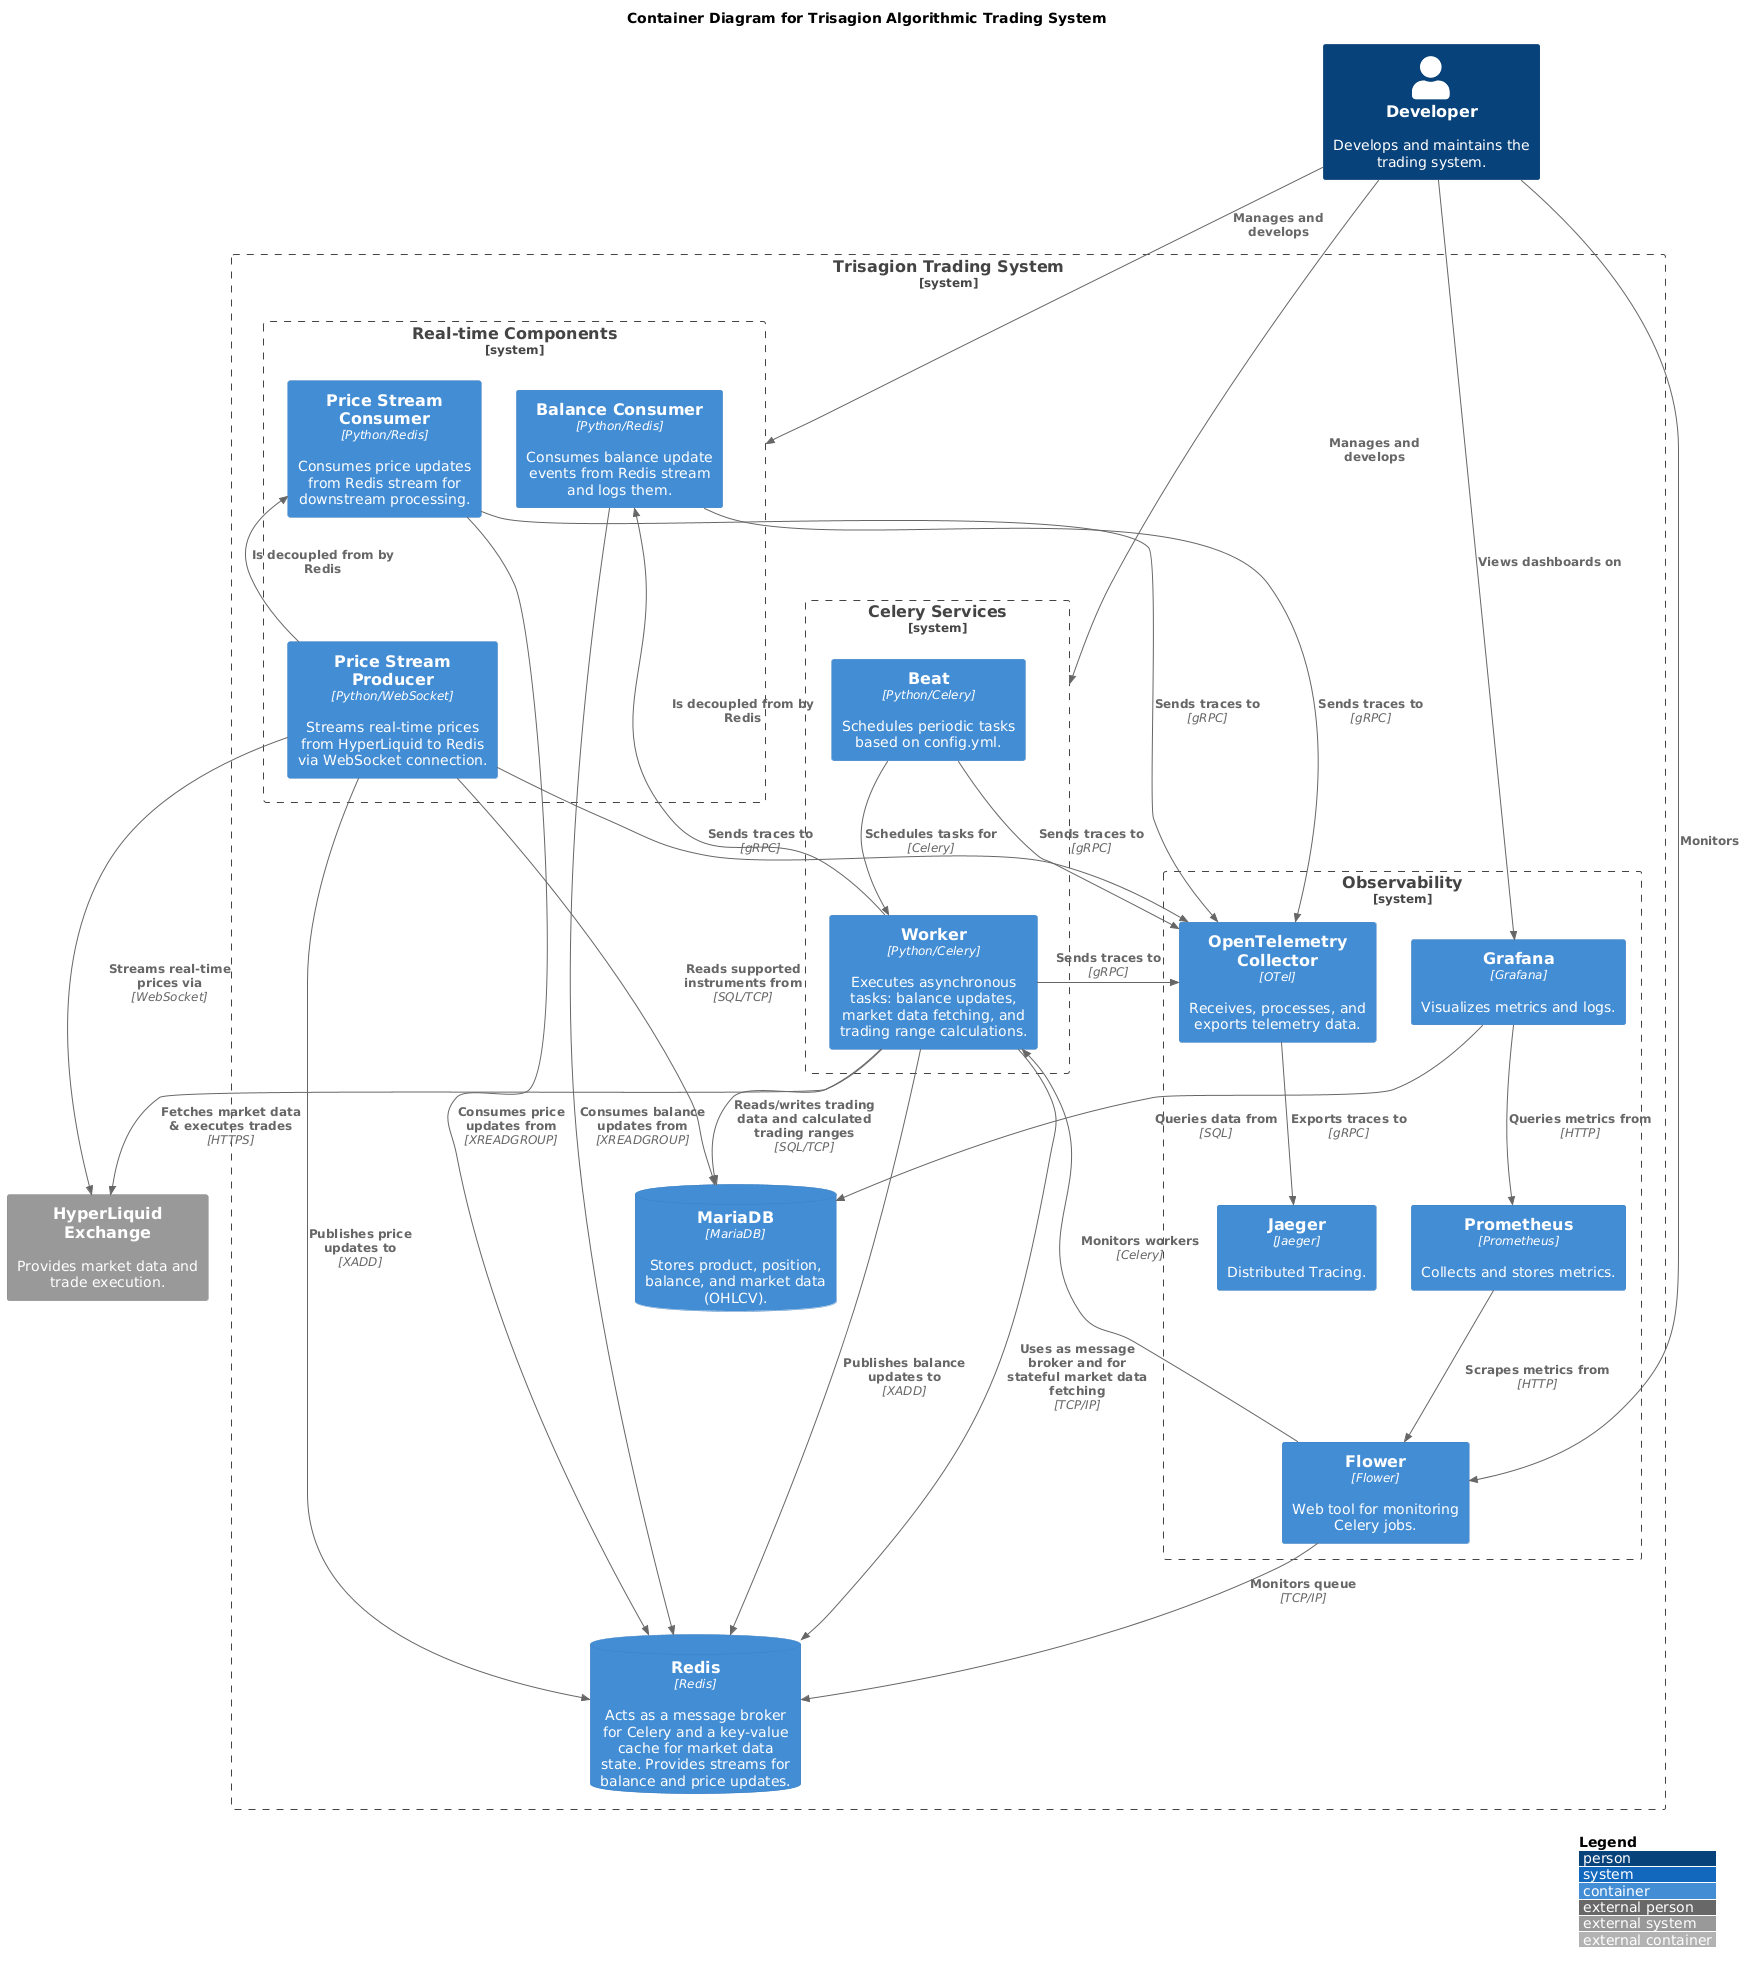 Container Diagram for Trisagion Algorithmic Trading System
Developer
Develops and maintains the
trading system.
Manages and
develops
Trisagion Trading System
[system]
Real-time Components
[system]
Price Stream
Consumer
[Python/Redis]
Consumes price updates
from Redis stream for
downstream processing.
Balance Consumer
[Python/Redis]
Consumes balance update
events from Redis stream
and logs them.
Manages and
develops
Is decoupled from by
Redis
Views dashboards on
Celery Services
[system]
Price Stream
Producer
[Python/WebSocket]
Streams real-time prices
from HyperLiquid to Redis
via WebSocket connection.
Is decoupled from by
Redis
Beat
[Python/Celery]
Schedules periodic tasks
based on config.yml.
Sends traces to
[gRPC]
Sends traces to
[gRPC]
Sends traces to
[gRPC]
Schedules tasks for
[Celery]
Sends traces to
[gRPC]
Monitors
Observability
[system]
Streams real-time
prices via
[WebSocket]
Reads supported
instruments from
[SQL/TCP]
Worker
[Python/Celery]
Executes asynchronous
tasks: balance updates,
market data fetching, and
trading range calculations.
Sends traces to
[gRPC]
OpenTelemetry
Collector
[OTel]
Receives, processes, and
exports telemetry data.
Grafana
[Grafana]
Visualizes metrics and logs.
Fetches market data
& executes trades
[HTTPS]
Consumes price
updates from
[XREADGROUP]
Consumes balance
updates from
[XREADGROUP]
Reads/writes trading
data and calculated
trading ranges
[SQL/TCP]
Queries data from
[SQL]
Exports traces to
[gRPC]
Queries metrics from
[HTTP]
HyperLiquid
Exchange
Provides market data and
trade execution.
Publishes price
updates to
[XADD]
MariaDB
[MariaDB]
Stores product, position,
balance, and market data
(OHLCV).
Monitors workers
[Celery]
Jaeger
[Jaeger]
Distributed Tracing.
Prometheus
[Prometheus]
Collects and stores metrics.
Publishes balance
updates to
[XADD]
Uses as message
broker and for
stateful market data
fetching
[TCP/IP]
Scrapes metrics from
[HTTP]
Flower
[Flower]
Web tool for monitoring
Celery jobs.
Monitors queue
[TCP/IP]
Redis
[Redis]
Acts as a message broker
for Celery and a key-value
cache for market data
state. Provides streams for
balance and price updates.
Legend
person
system
container
external person
external system
external container